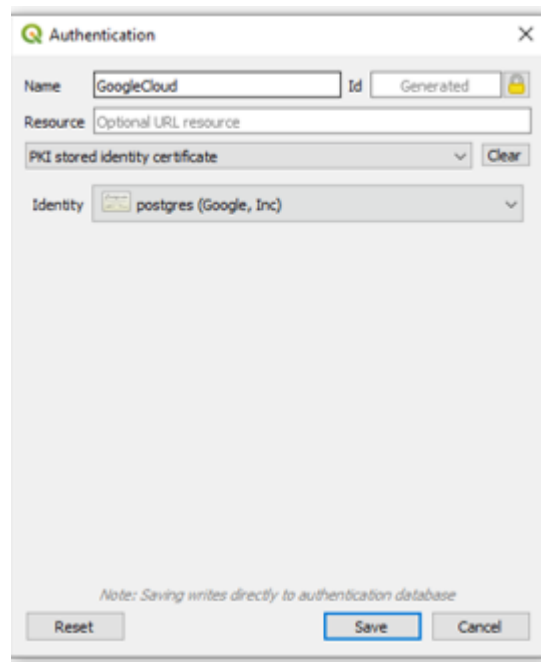 Authentication
Name GoogleCloud Id Generated
Resource Optional URL resource
PKI stored identity certificate Clear
Identity postgres (Google, Inc)
Note: Saving writes directly to authentication database
Reset Save Cancel